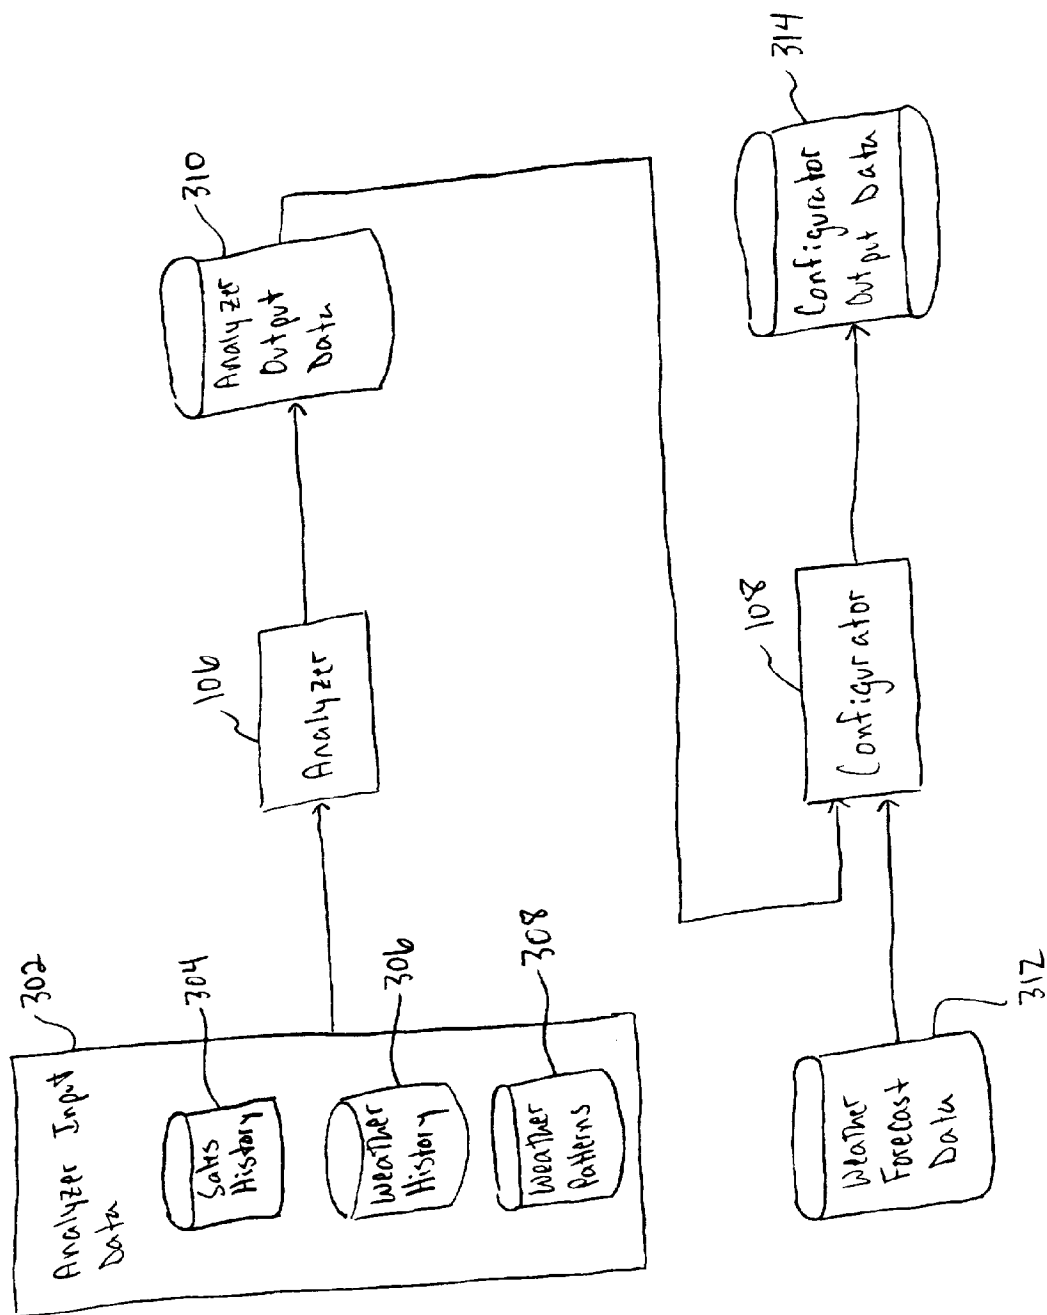 302
Analyzer Input
Data
304
Sales
History
306
Weather
History
308
Weather
Patterns
106
Analyzer
310
Analyzer
Output
Data
312
Weather
Forecast
Data
108
Configurator
314
Configurator
Output Data